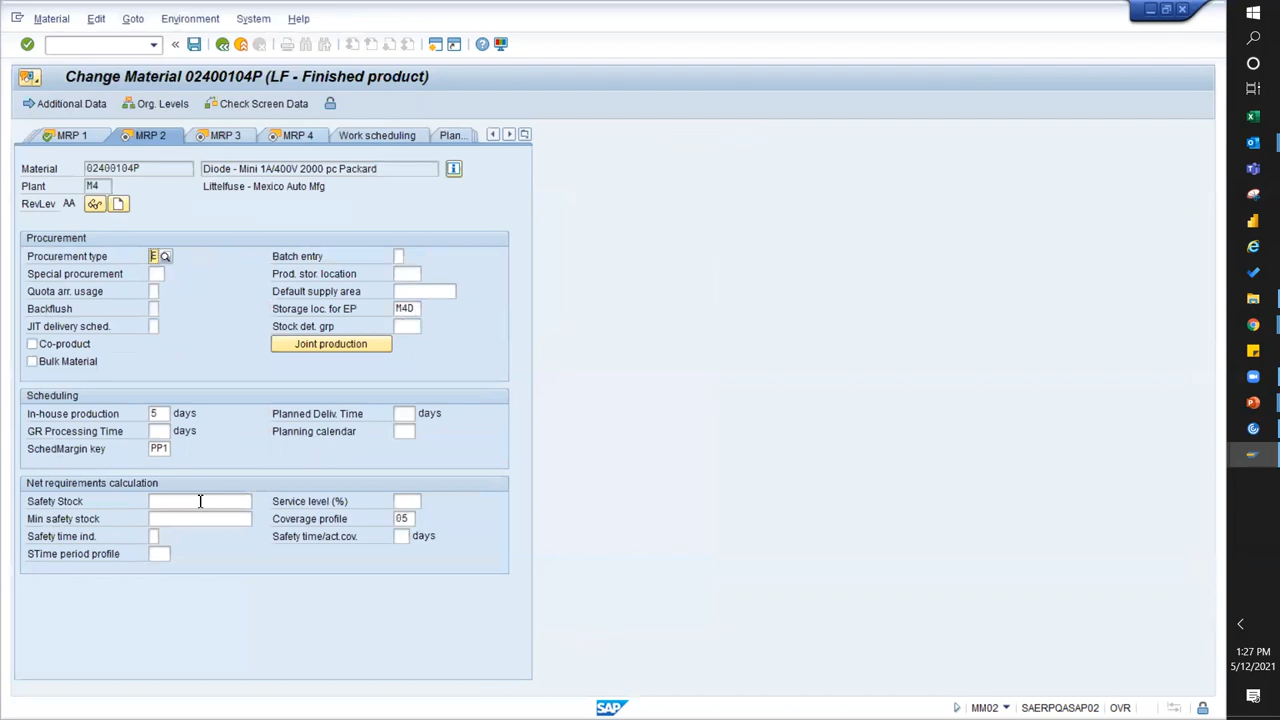 Material Edit Goto Environment System Help
Change Material 02400104P (LF - Finished product)
Additional Data Org. Levels Check Screen Data
MRP 1 MRP 2 MRP 3 MRP 4 Work scheduling Plan...
Material 02400104P Diode - Mini 1A/400V 2000 pc Packard
Plant M4 Littelfuse - Mexico Auto Mfg
RevLev AA
Procurement
Procurement type E Batch entry
Special procurement Prod. stor. location
Quota arr. usage Default supply area
Backflush Storage loc. for EP M4D
JIT delivery sched. Stock det. grp
Co-product Joint production
Bulk Material
Scheduling
In-house production 5 days Planned Deliv. Time days
GR Processing Time days Planning calendar
SchedMargin key PP1
Net requirements calculation
Safety Stock Service level (%)
Min safety stock Coverage profile 05
Safety time ind. Safety time/act.cov. days
STime period profile
SAP MM02 SAERPQASAP02 OVR
1:27 PM
5/12/2021